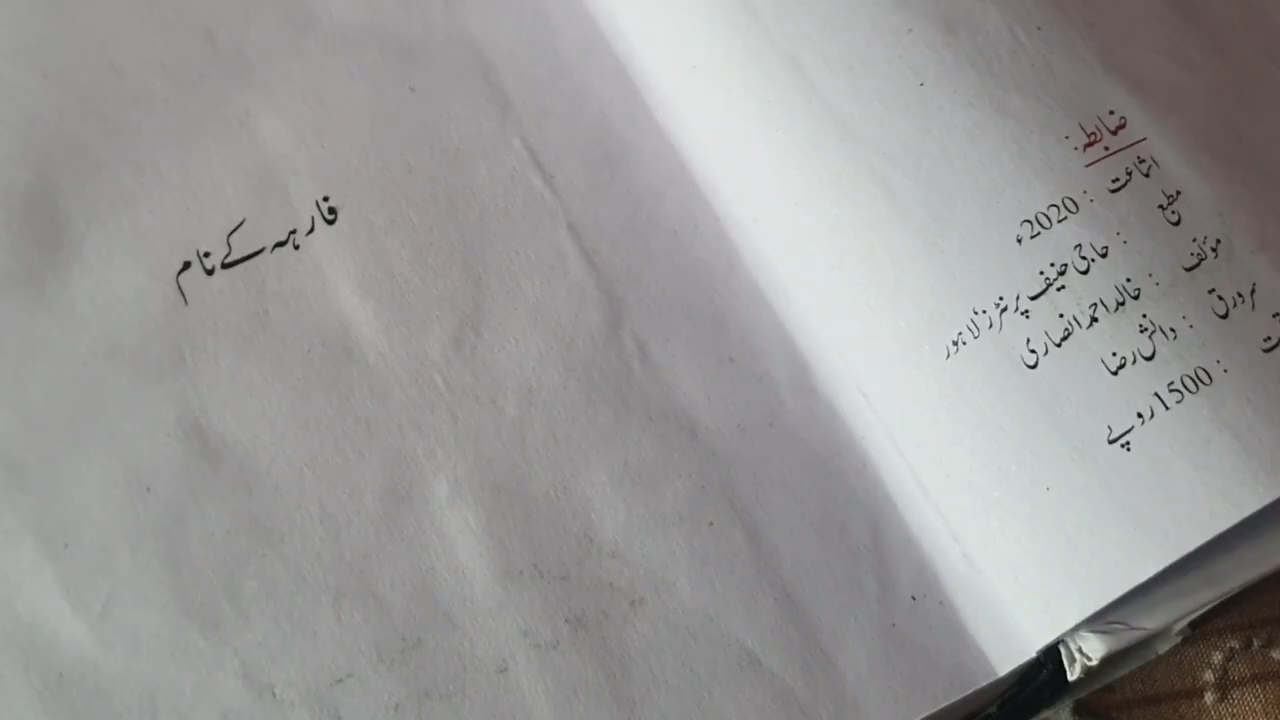 ضابطہ:
اشاعت : 2020ء
مطبع : حاجی حنیف پرنٹرز، لاہور
مؤلف : خالد احمد انصاری
سرورق : دانش رضا
: 1500 روپے
فارہہ کے نام